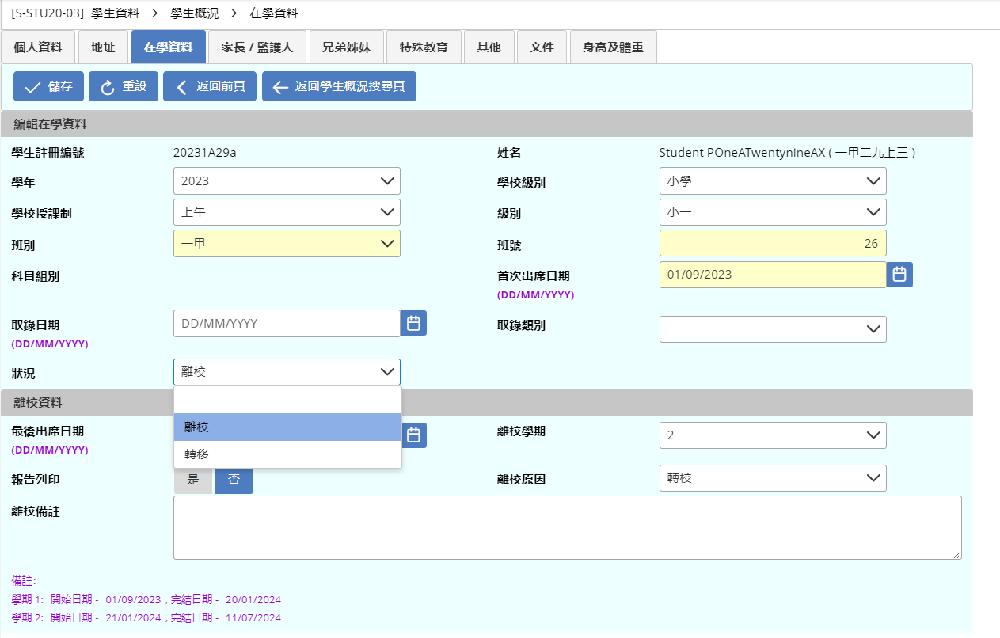 [S-STU20-03] 學生資料 > 學生概況 > 在學資料
個人資料 地址 在學資料 家長 / 監護人 兄弟姊妹 特殊教育 其他 文件 身高及體重
儲存 重設 返回前頁 返回學生概況搜尋頁
編輯在學資料
學生註冊編號 20231A29a 姓名 Student POneATwentynineAX ( 一甲二九上三 )
學年 2023 學校級別 小學
學校授課制 上午 級別 小一
班別 一甲 班號 26
科目組別 首次出席日期 01/09/2023
(DD/MM/YYYY)
取錄日期 DD/MM/YYYY 取錄類別
(DD/MM/YYYY)
狀況 離校
離校資料
離校
最後出席日期 離校學期 2
(DD/MM/YYYY)
轉移
報告列印 是 否 離校原因 轉校
離校備註
備註:
學期 1: 開始日期 - 01/09/2023 , 完結日期 - 20/01/2024
學期 2: 開始日期 - 21/01/2024 , 完結日期 - 11/07/2024